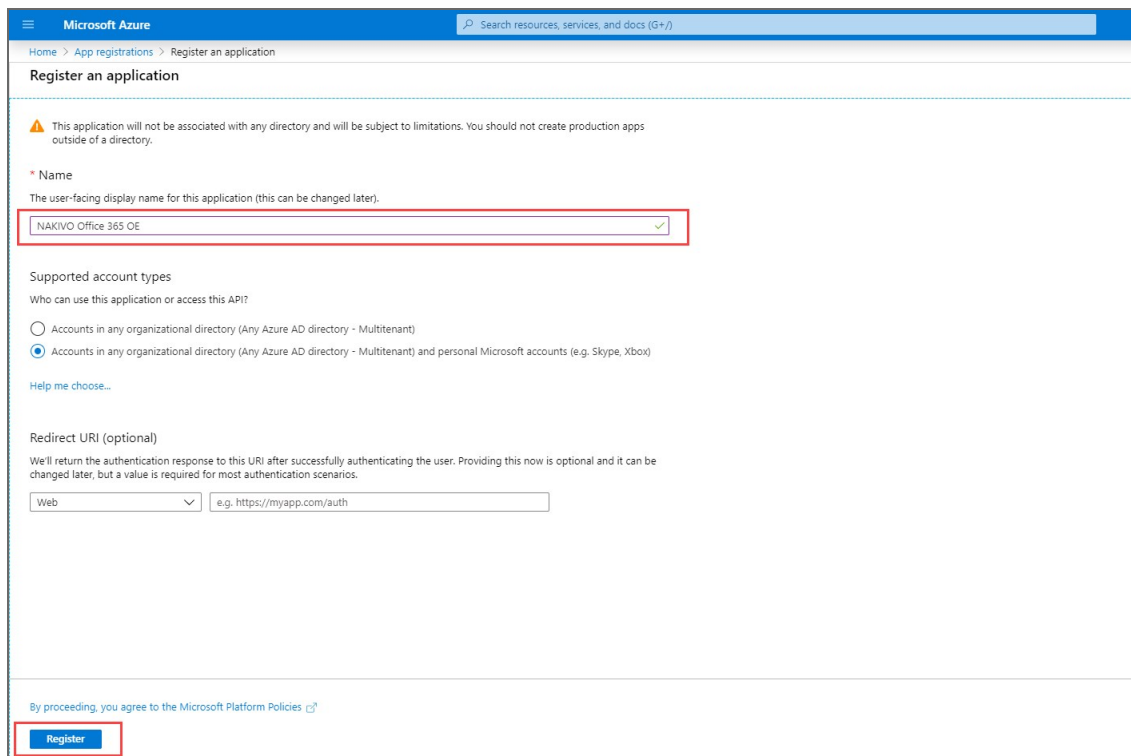 Microsoft Azure
Search resources, services, and docs (G+/)
Home > App registrations > Register an application
Register an application
This application will not be associated with any directory and will be subject to limitations. You should not create production apps
outside of a directory.
* Name
The user-facing display name for this application (this can be changed later).
NAKIVO Office 365 OE
Supported account types
Who can use this application or access this API?
Accounts in any organizational directory (Any Azure AD directory - Multitenant)
Accounts in any organizational directory (Any Azure AD directory - Multitenant) and personal Microsoft accounts (e.g. Skype, Xbox)
Help me choose...
Redirect URI (optional)
We'll return the authentication response to this URI after successfully authenticating the user. Providing this now is optional and it can be
changed later, but a value is required for most authentication scenarios.
Web
e.g. https://myapp.com/auth
By proceeding, you agree to the Microsoft Platform Policies
Register